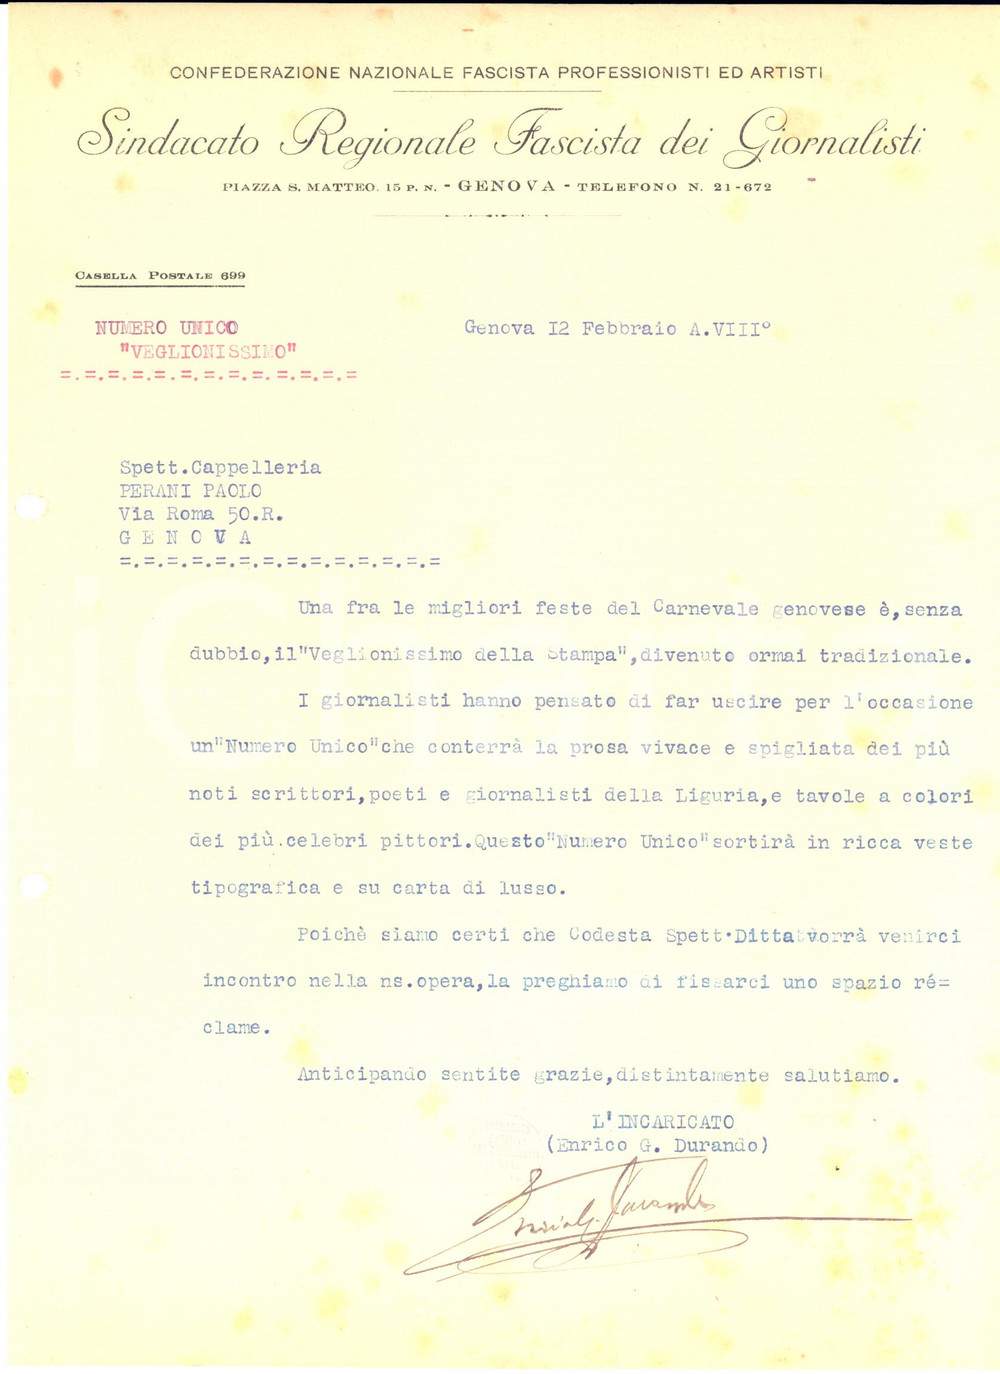 CONFEDERAZIONE NAZIONALE FASCISTA PROFESSIONISTI ED ARTISTI
Sindacato Regionale Fascista dei Giornalisti
PIAZZA S. MATTEO, 15 P. N. - GENOVA - TELEFONO N. 21-672
CASELLA POSTALE 699
NUMERO UNICO
"VEGLIONISSIMO"
=.=.=.=.=.=.=.=.=.=.=.=.=
Genova 12 Febbraio A.VIII°
Spett.Cappelleria
PERANI PAOLO
Via Roma 50.R.
G E N O V A
=.=.=.=.=.=.=.=.=.=.=.=.=.=
Una fra le migliori feste del Carnevale genovese è,senza
dubbio,il"Veglionissimo della Stampa",divenuto ormai tradizionale.
I giornalisti hanno pensato di far uscire per l'occasione
un"Numero Unico"che conterrà la prosa vivace e spigliata dei più
noti scrittori,poeti e giornalisti della Liguria,e tavole a colori
dei più.celebri pittori.Questo"Numero Unico"sortirà in ricca veste
tipografica e su carta di lusso.
Poichè siamo certi che Codesta Spett.Ditta vorrà venirci
incontro nella ns.opera,la preghiamo di fissarci uno spazio ré=
clame.
Anticipando sentite grazie,distintamente salutiamo.
L'INCARICATO
(Enrico G. Durando)
Enrico G. Durando